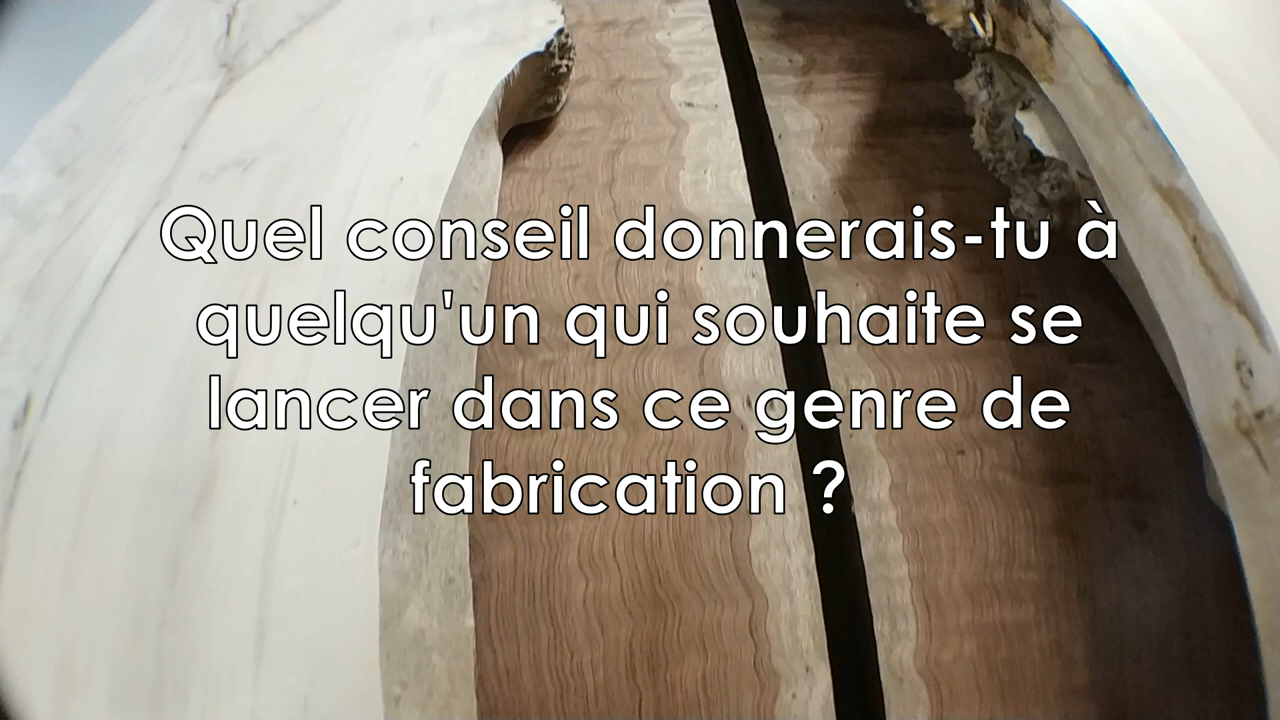 Quel conseil donnerais-tu à
quelqu'un qui souhaite se
lancer dans ce genre de
fabrication ?